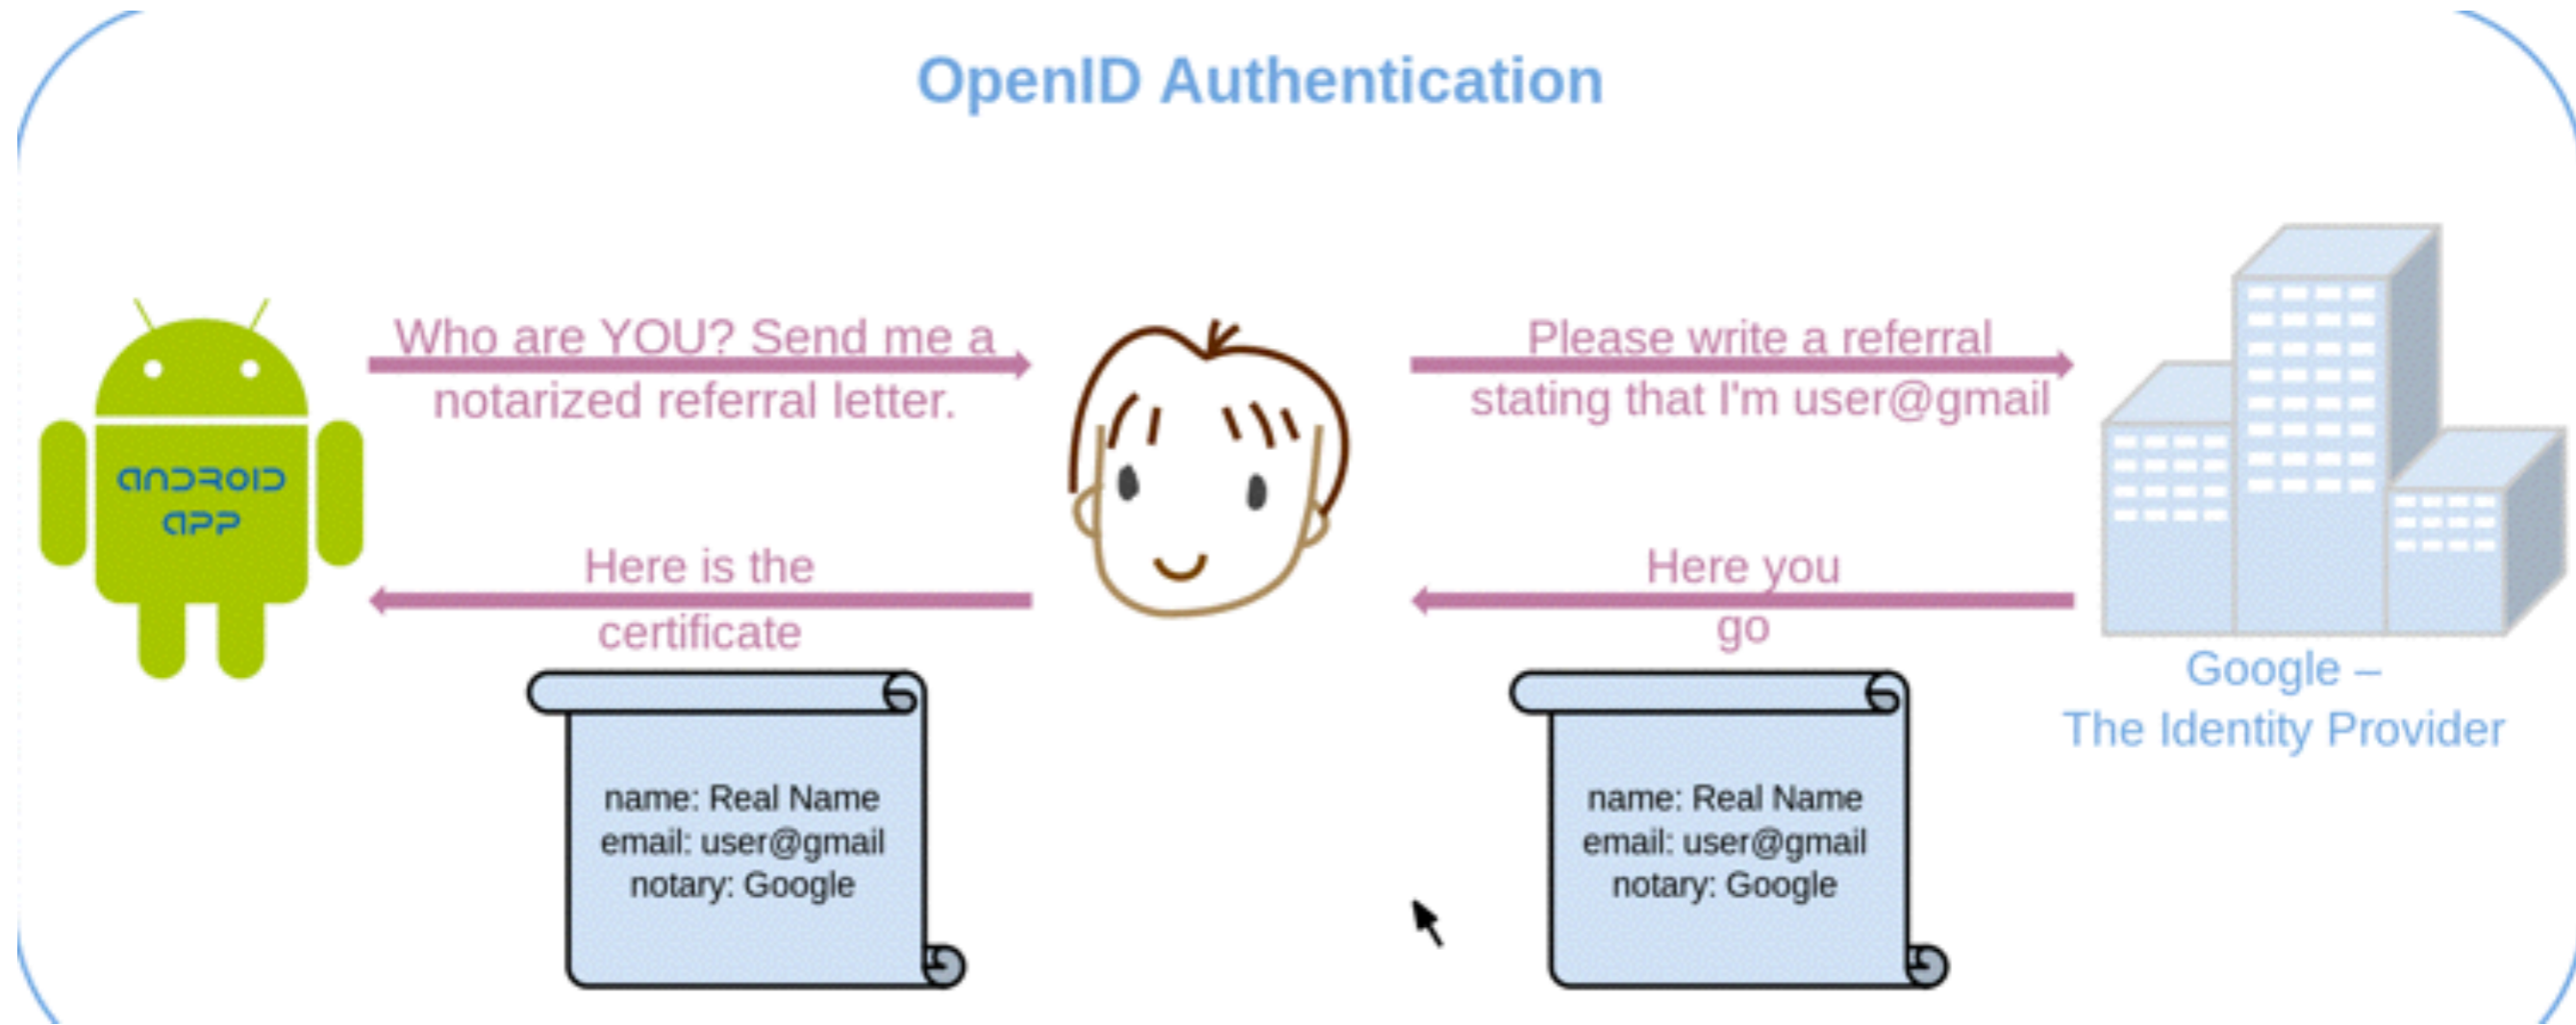 OpenID Authentication
Who are YOU? Send me a
notarized referral letter.
Please write a referral
stating that I'm user@gmail
ANDROID
APP
Here is the
certificate
Here you
go
Google –
The Identity Provider
name: Real Name
email: user@gmail
notary: Google
name: Real Name
email: user@gmail
notary: Google